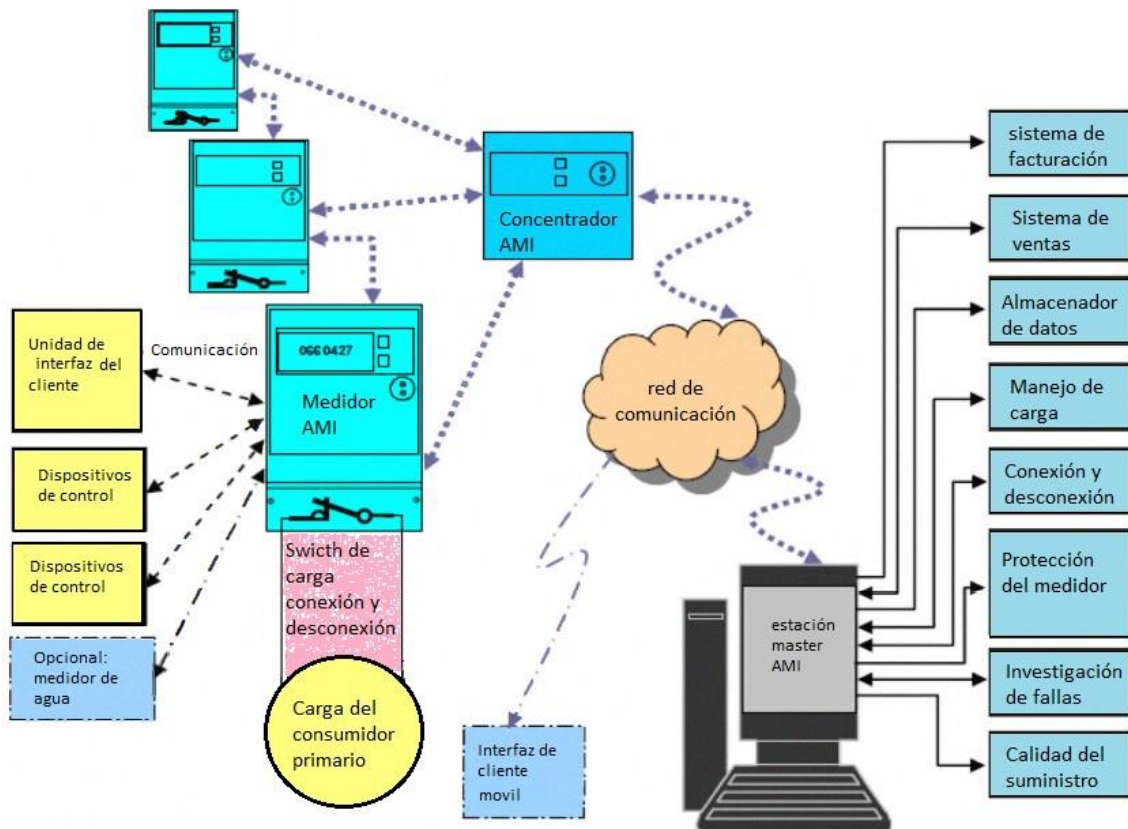 sistema de
facturación
Concentrador
AMI
Sistema de
ventas
Almacenador
de datos
Unidad de
interfaz del
cliente
Comunicación
0660427
Medidor
AMI
red de
comunicación
Manejo de
carga
Dispositivos
de control
Conexión y
desconexión
Dispositivos
de control
Swicth de
carga
conexión y
desconexión
Protección
del medidor
Opcional:
medidor de
agua
estación
master
AMI
Investigación
de fallas
Carga del
consumidor
primario
Interfaz de
cliente
movil
Calidad del
suministro